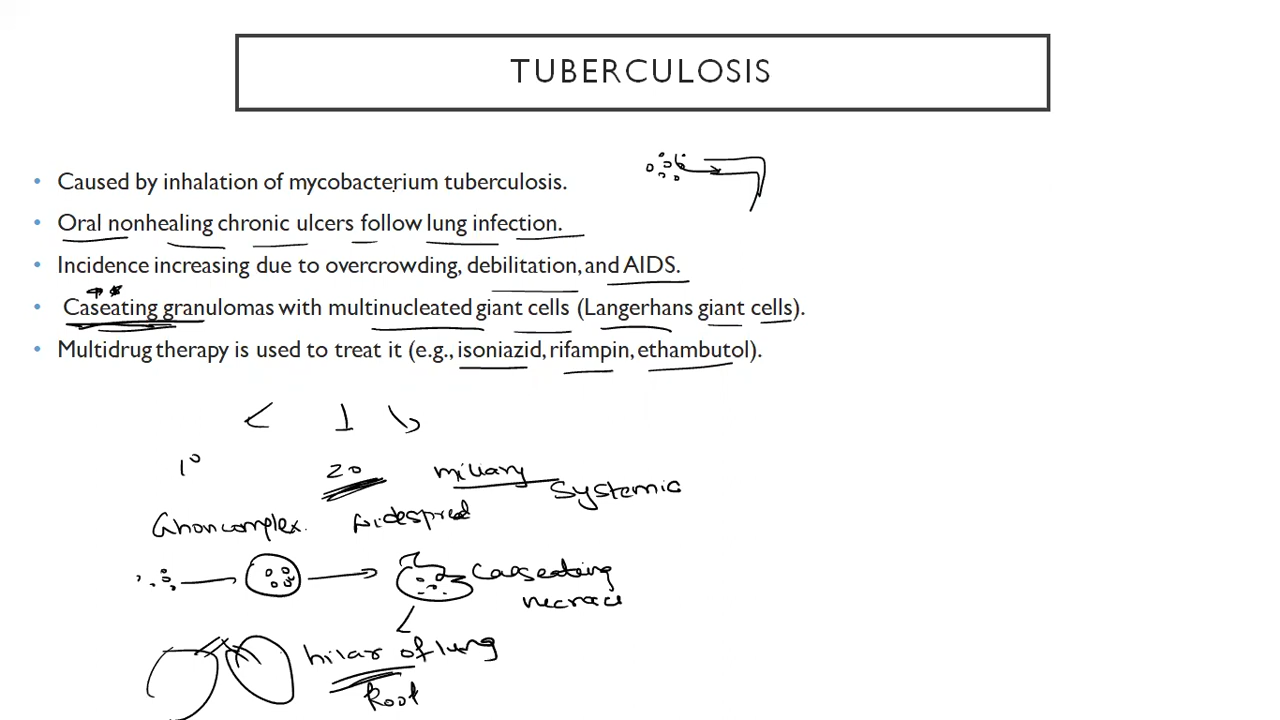 TUBERCULOSIS
• Caused by inhalation of mycobacterium tuberculosis.
• Oral nonhealing chronic ulcers follow lung infection.
• Incidence increasing due to overcrowding, debilitation, and AIDS.
• Caseating granulomas with multinucleated giant cells (Langerhans giant cells).
• Multidrug therapy is used to treat it (e.g., isoniazid, rifampin, ethambutol).
1° 2° miliary
systemic
Ghon complex.
caseating
hilar of lung
Root